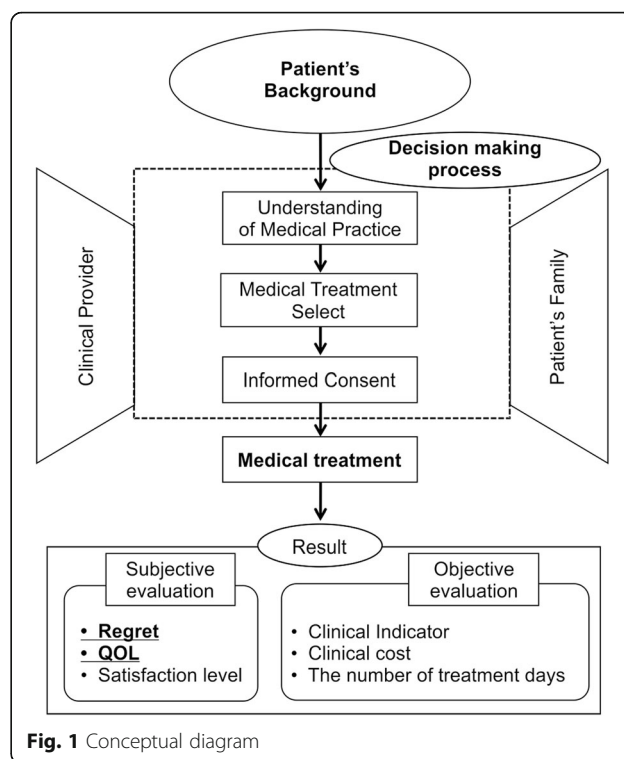 Patient's
Background
Decision making
process
Understanding
of Medical Practice
Medical Treatment
Select
Informed Consent
Clinical Provider
Patient's Family
Medical treatment
Result
Subjective
evaluation
• Regret
• QOL
• Satisfaction level
Objective
evaluation
• Clinical Indicator
• Clinical cost
• The number of treatment days
Fig. 1 Conceptual diagram